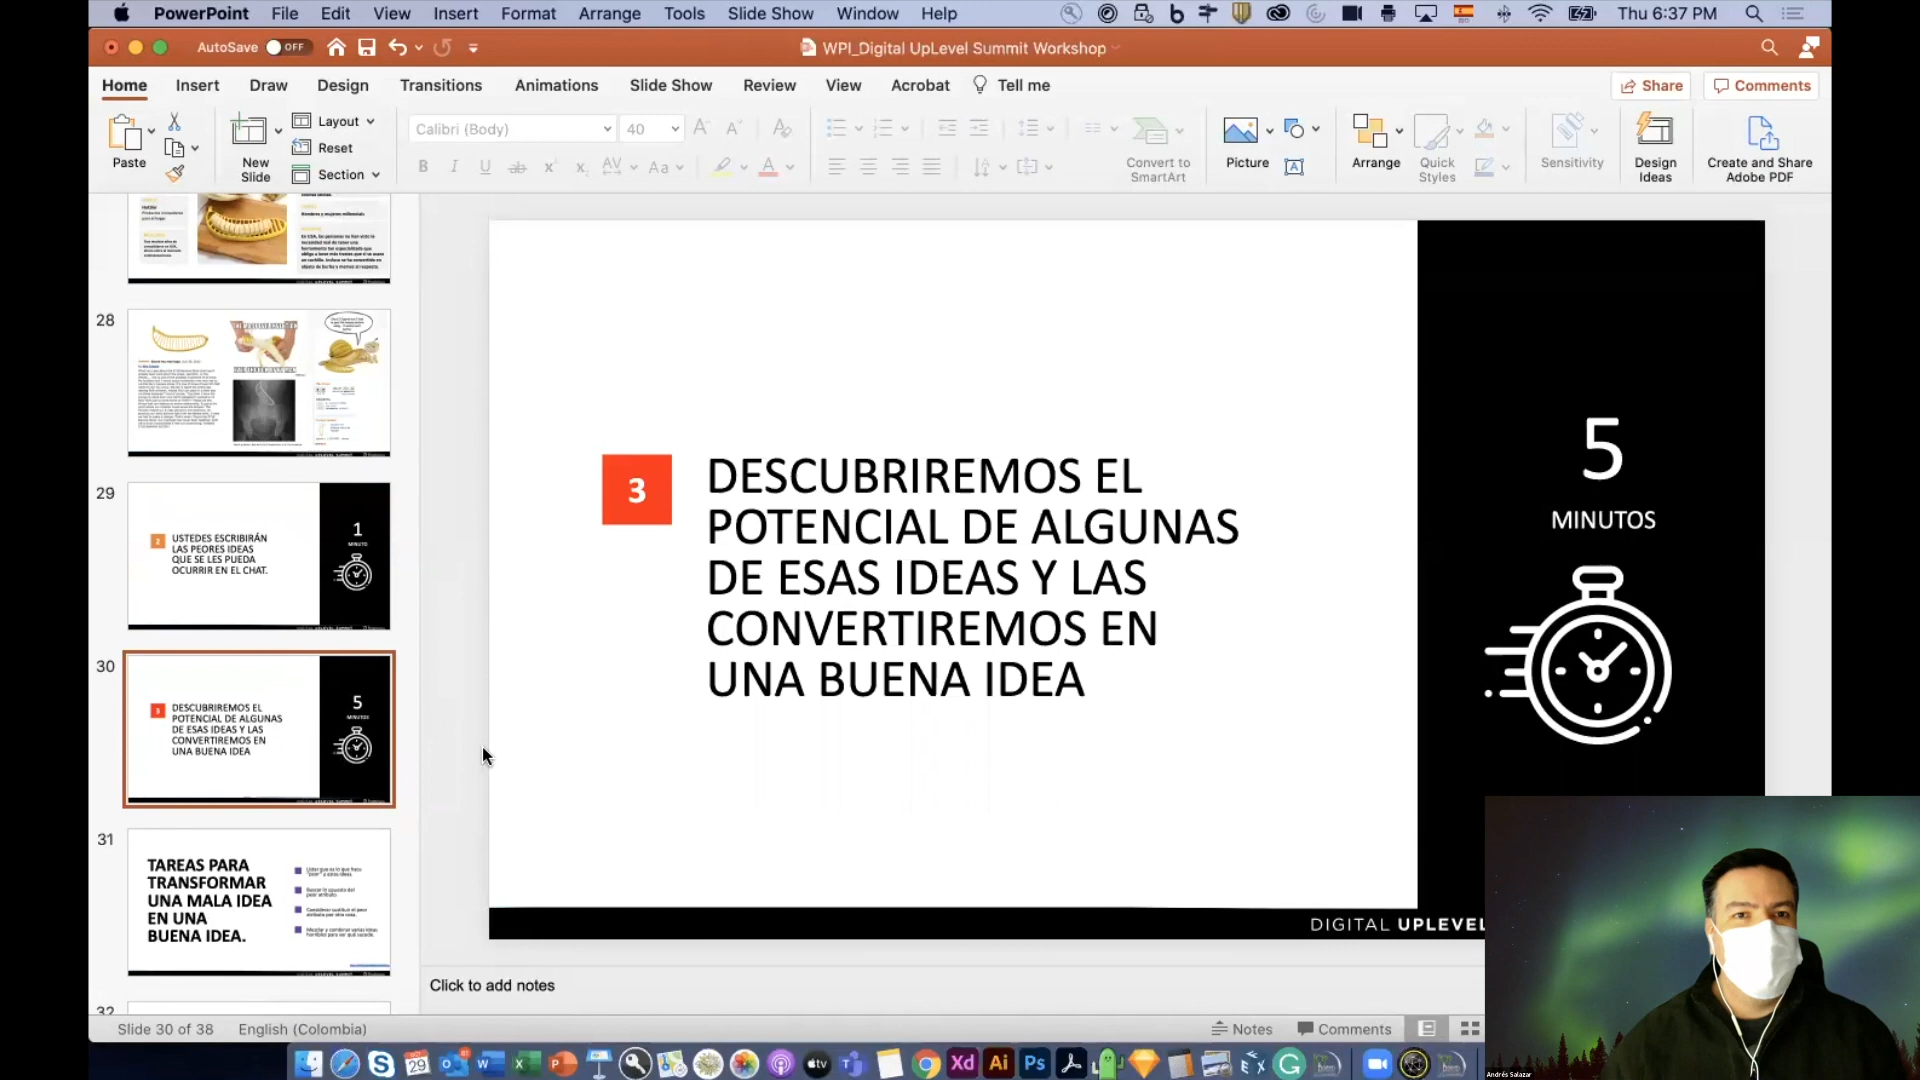 PowerPoint File Edit View Insert Format Arrange Tools Slide Show Window Help Thu 6:37 PM
AutoSave OFF WPI_Digital UpLevel Summit Workshop
Home Insert Draw Design Transitions Animations Slide Show Review View Acrobat Tell me Share Comments
Paste
New Slide
Layout
Reset
Section
Calibri (Body) 40
Convert to SmartArt
Picture
Arrange
Quick Styles
Sensitivity
Design Ideas
Create and Share Adobe PDF
Hombres y mujeres millennials
28
29
2
USTEDES ESCRIBIRÁN
LAS PEORES IDEAS
QUE SE LES PUEDA
OCURRIR EN EL CHAT.
1
MINUTO
30
3
DESCUBRIREMOS EL
POTENCIAL DE ALGUNAS
DE ESAS IDEAS Y LAS
CONVERTIREMOS EN
UNA BUENA IDEA
5
MINUTOS
31
TAREAS PARA
TRANSFORMAR
UNA MALA IDEA
EN UNA
BUENA IDEA.
32
3
DESCUBRIREMOS EL
POTENCIAL DE ALGUNAS
DE ESAS IDEAS Y LAS
CONVERTIREMOS EN
UNA BUENA IDEA
5
MINUTOS
DIGITAL UPLEVEL
Click to add notes
Slide 30 of 38 English (Colombia) Notes Comments
29
Xd Ai Ps
Andrés Salazar